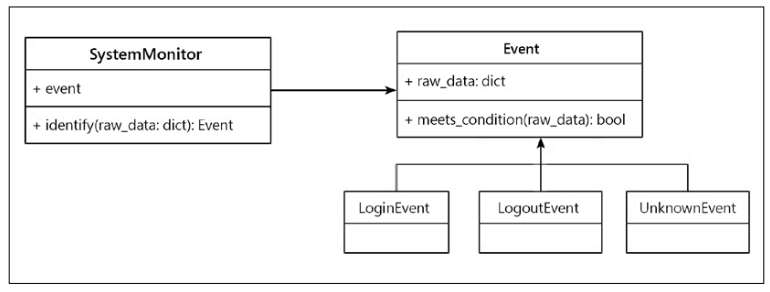 SystemMonitor
+ event
+ identify(raw_data: dict): Event
Event
+ raw_data: dict
+ meets_condition(raw_data): bool
LoginEvent
LogoutEvent
UnknownEvent